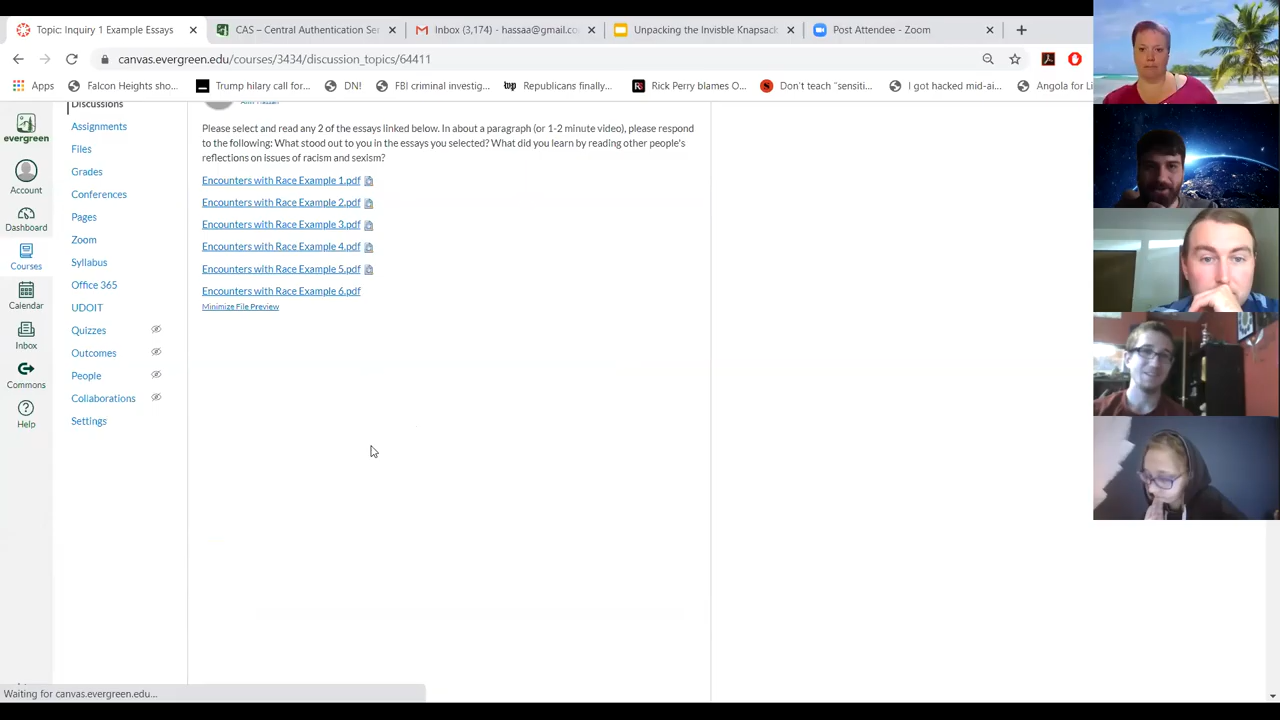 Topic: Inquiry 1 Example Essays
CAS – Central Authentication Ser
Inbox (3,174) - hassaa@gmail.co
Unpacking the Invisble Knapsack
Post Attendee - Zoom
canvas.evergreen.edu/courses/3434/discussion_topics/64411
Apps
Falcon Heights sho...
Trump hilary call for...
DN!
FBI criminal investig...
Republicans finally...
Rick Perry blames O...
Don't teach "sensiti...
I got hacked mid-ai...
Angola for Li
evergreen
Account
Dashboard
Courses
Calendar
Inbox
Commons
Help
Discussions
Assignments
Files
Grades
Conferences
Pages
Zoom
Syllabus
Office 365
UDOIT
Quizzes
Outcomes
People
Collaborations
Settings
Please select and read any 2 of the essays linked below. In about a paragraph (or 1-2 minute video), please respond
to the following: What stood out to you in the essays you selected? What did you learn by reading other people's
reflections on issues of racism and sexism?
Encounters with Race Example 1.pdf
Encounters with Race Example 2.pdf
Encounters with Race Example 3.pdf
Encounters with Race Example 4.pdf
Encounters with Race Example 5.pdf
Encounters with Race Example 6.pdf
Minimize File Preview
Waiting for canvas.evergreen.edu...